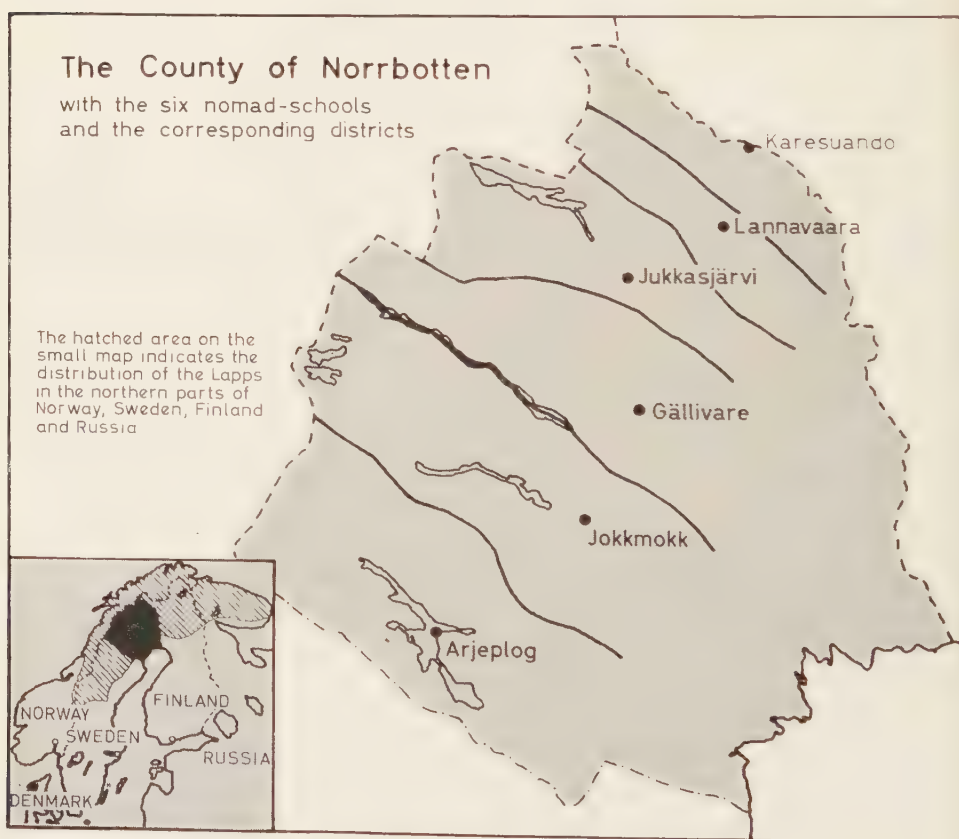 The County of Norrbotten
with the six nomad-schools
and the corresponding districts
Karesuando
Lannavaara
Jukkasjärvi
The hatched area on the
small map indicates the
distribution of the Lapps
in the northern parts of
Norway, Sweden, Finland
and Russia
Gällivare
Jokkmokk
Arjeplog
NORWAY
FINLAND
SWEDEN
RUSSIA
DENMARK